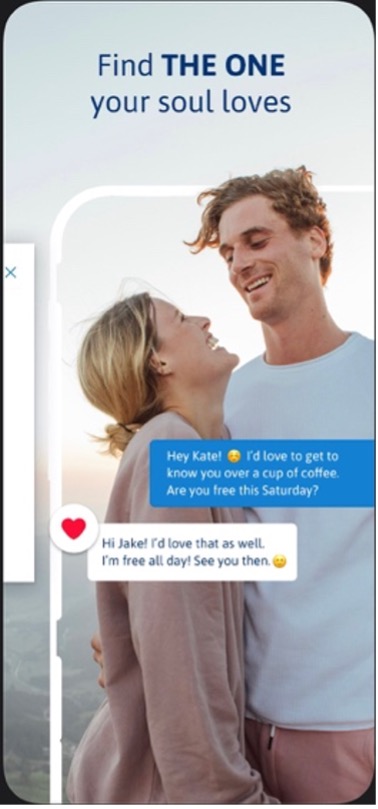 Find THE ONE
your soul loves
Hey Kate! 😊 I'd love to get to
know you over a cup of coffee.
Are you free this Saturday?
Hi Jake! I'd love that as well.
I'm free all day! See you then. 😊